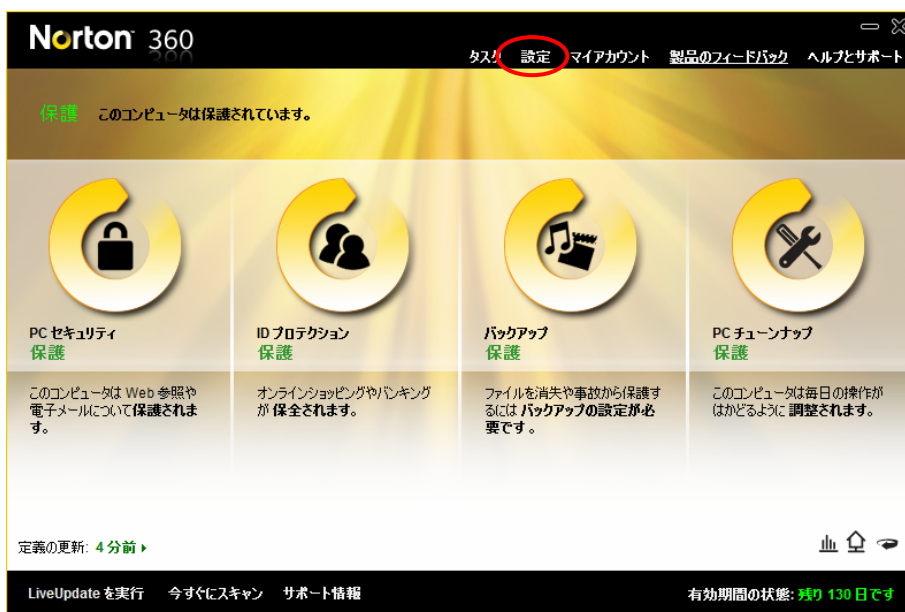 Norton 360
タスク 設定 マイアカウント 製品のフィードバック ヘルプとサポート
保護 このコンピュータは保護されています。
PC セキュリティ
保護
このコンピュータは Web 参照や
電子メールについて保護されま
す。
ID プロテクション
保護
オンラインショッピングやバンキング
が 保全されます。
バックアップ
保護
ファイルを消失や事故から保護す
るには バックアップの設定が必
要です。
PC チューンナップ
保護
このコンピュータは毎日の操作が
はかどるように 調整されます。
定義の更新: 4 分前
LiveUpdate を実行 今すぐにスキャン サポート情報
有効期間の状態: 残り 130 日です